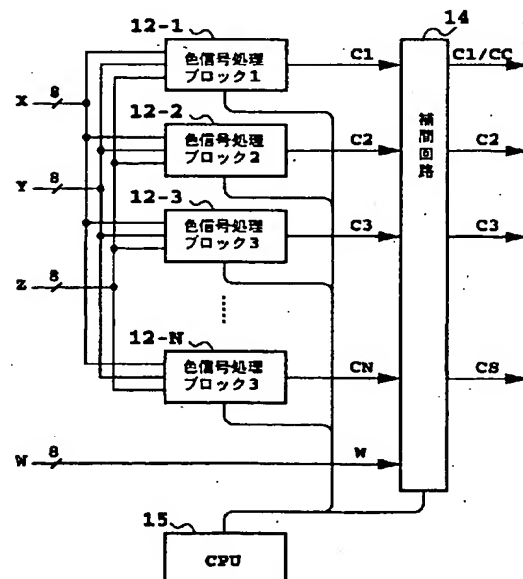 12-1
14
色信号処理
ブロック1
C1
C1/CC
X
8
12-2
色信号処理
ブロック2
C2
補間回路
C2
Y
8
12-3
色信号処理
ブロック3
C3
C3
Z
8
12-N
色信号処理
ブロック3
CN
CS
W
8
W
15
CPU